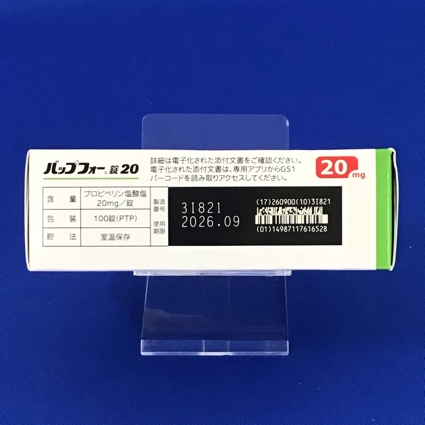 バップフォー®錠20
詳細は電子化された添付文書をご確認ください。
電子化された添付文書は、専用アプリからGS1
バーコードを読み取りアクセスしてください。
20mg
含量 プロピベリン塩酸塩
20mg/錠
包装 100錠(PTP)
貯法 室温保存
製造番号 3I821
使用期限 2026.09
(17)260900(10)3I821
(01)14987117616528